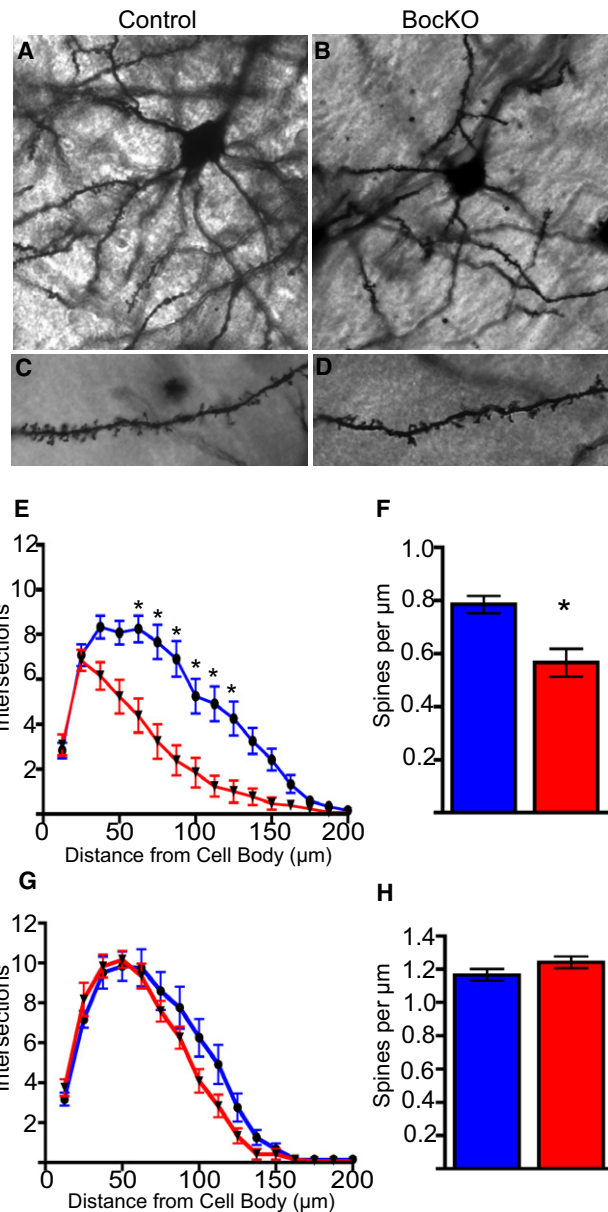 Control BocKO
A B
C D
E F
12
10
8
6
4
2
0 50 100 150 200
* * * * * *
Intersections
Distance from Cell Body (µm)
1.0
0.8
0.6
0.4
0.2
*
Spines per µm
G H
12
10
8
6
4
2
0 50 100 150 200
Intersections
Distance from Cell Body (µm)
1.4
1.2
1.0
0.8
0.6
0.4
0.2
Spines per µm